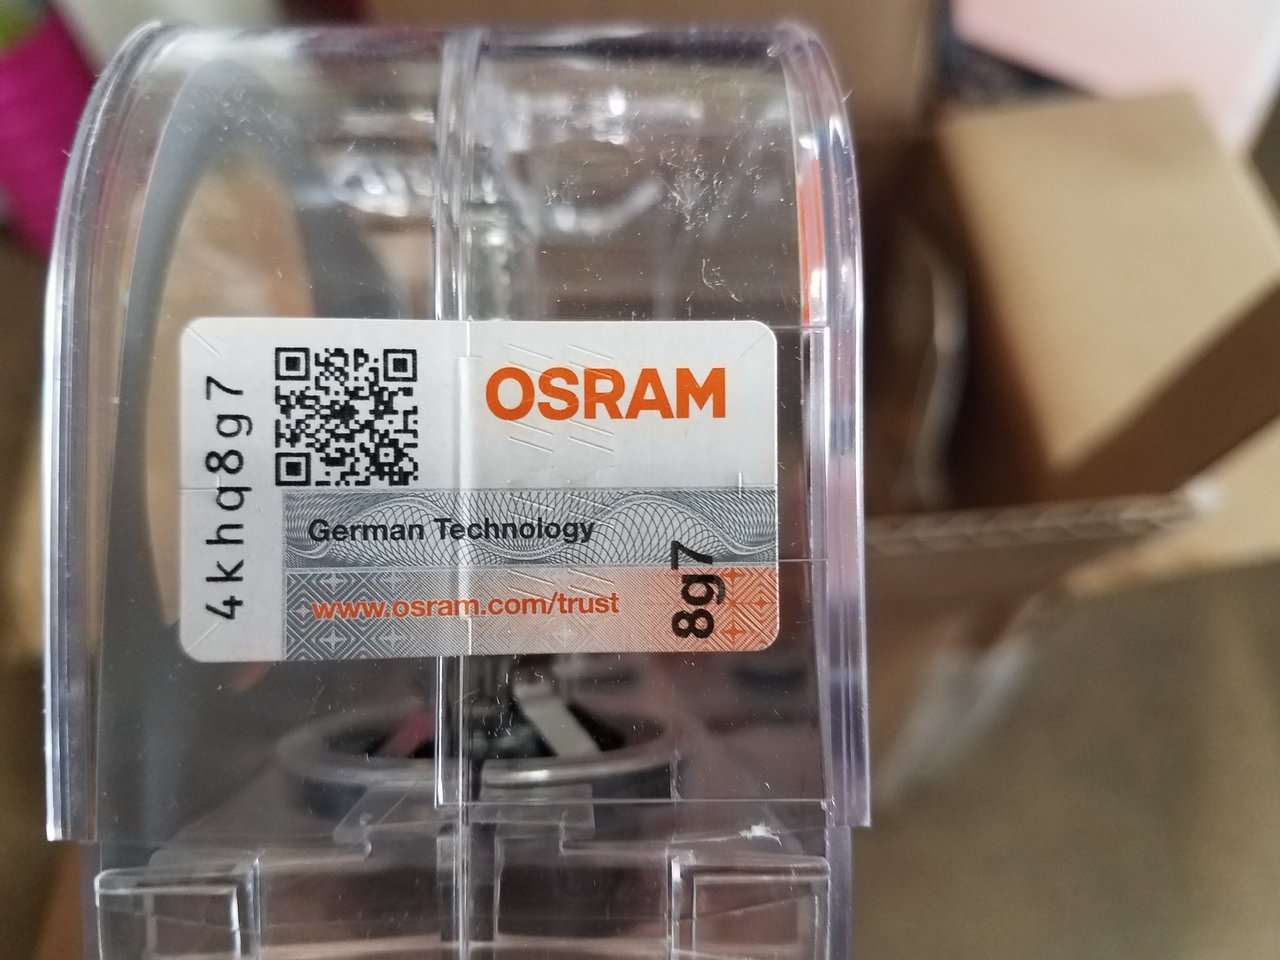 4khq8g7
OSRAM
German Technology
www.osram.com/trust
8g7